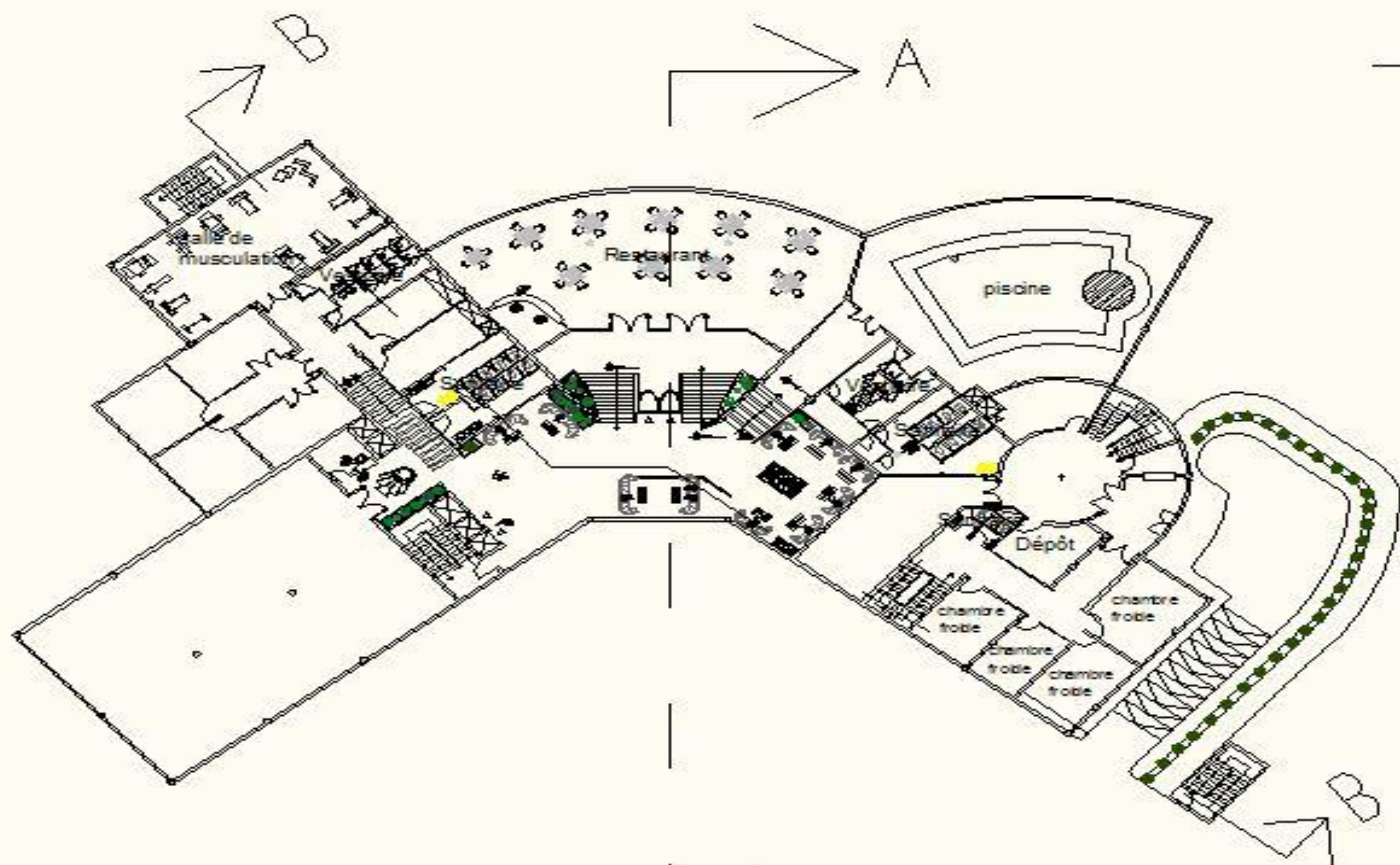 B
A
salle de
musculation
Vestiaire
Restaurant
piscine
Vestiaire
Dépôt
chambre
froide
chambre
froide
chambre
froide
chambre
froide
B